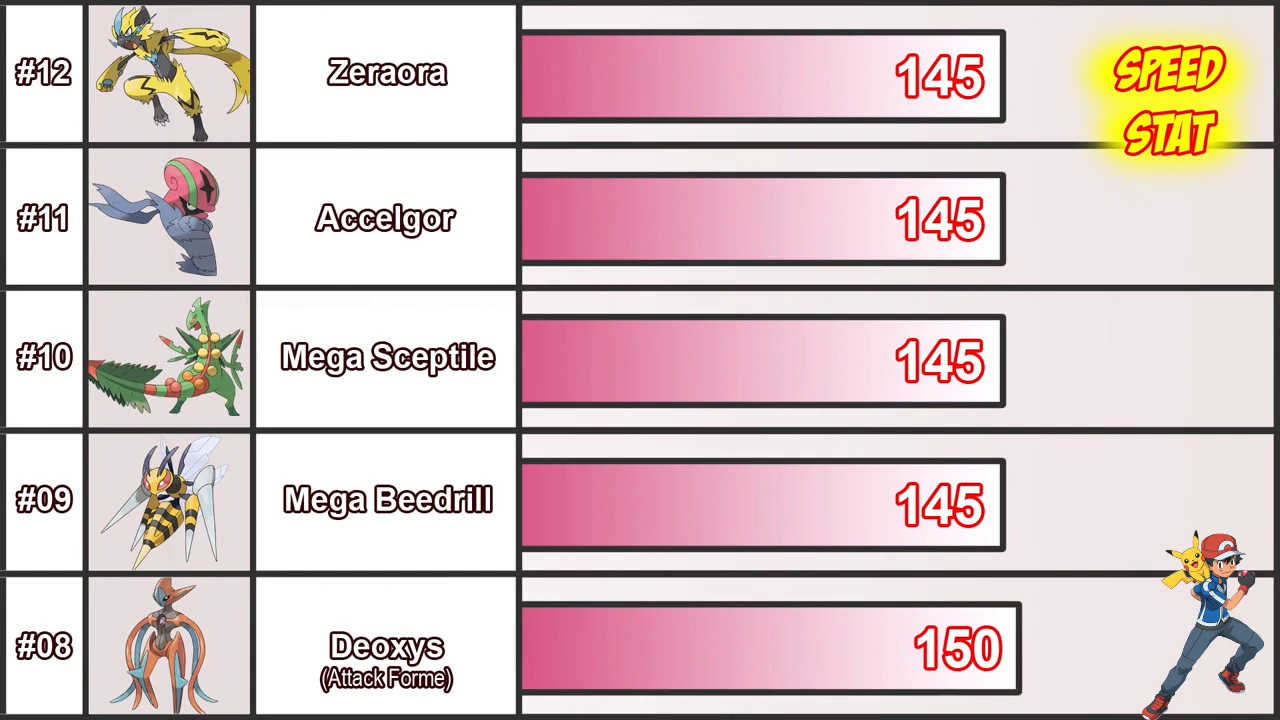 #12
Zeraora
145
SPEED
STAT
#11
Accelgor
145
#10
Mega Sceptile
145
#09
Mega Beedrill
145
#08
Deoxys
(Attack Forme)
150